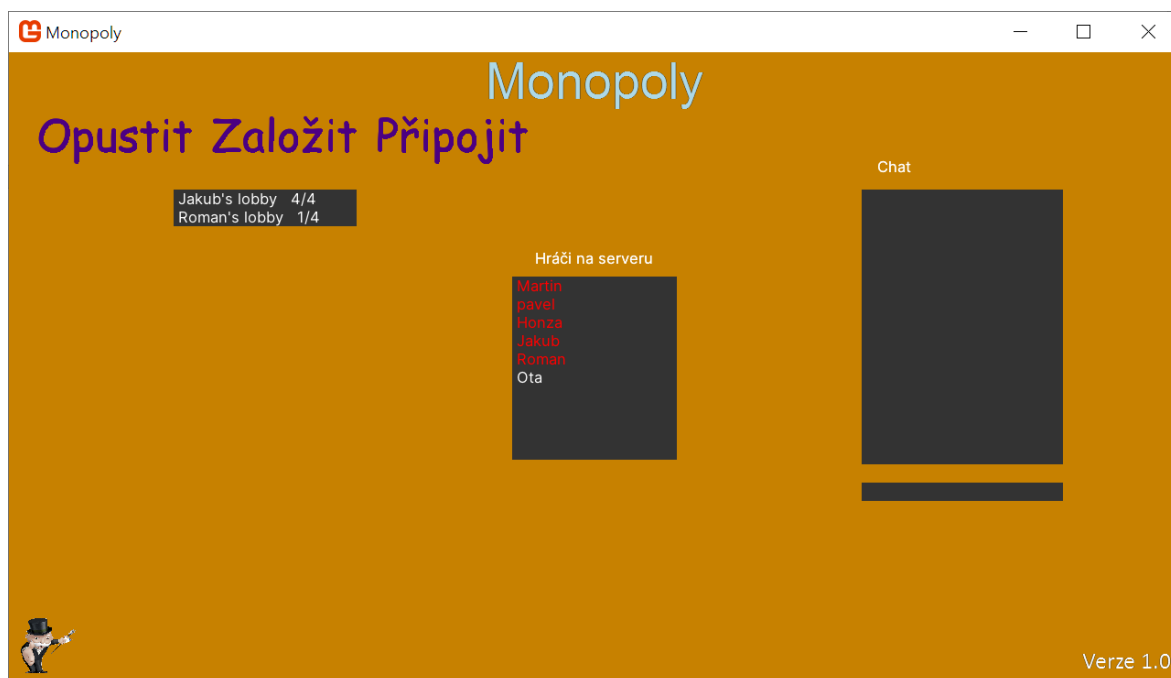 Monopoly
Monopoly
Opustit Založit Připojit
Chat
Jakub's lobby 4/4
Roman's lobby 1/4
Hráči na serveru
Martin
pavel
Honza
Jakub
Roman
Ota
Verze 1.0